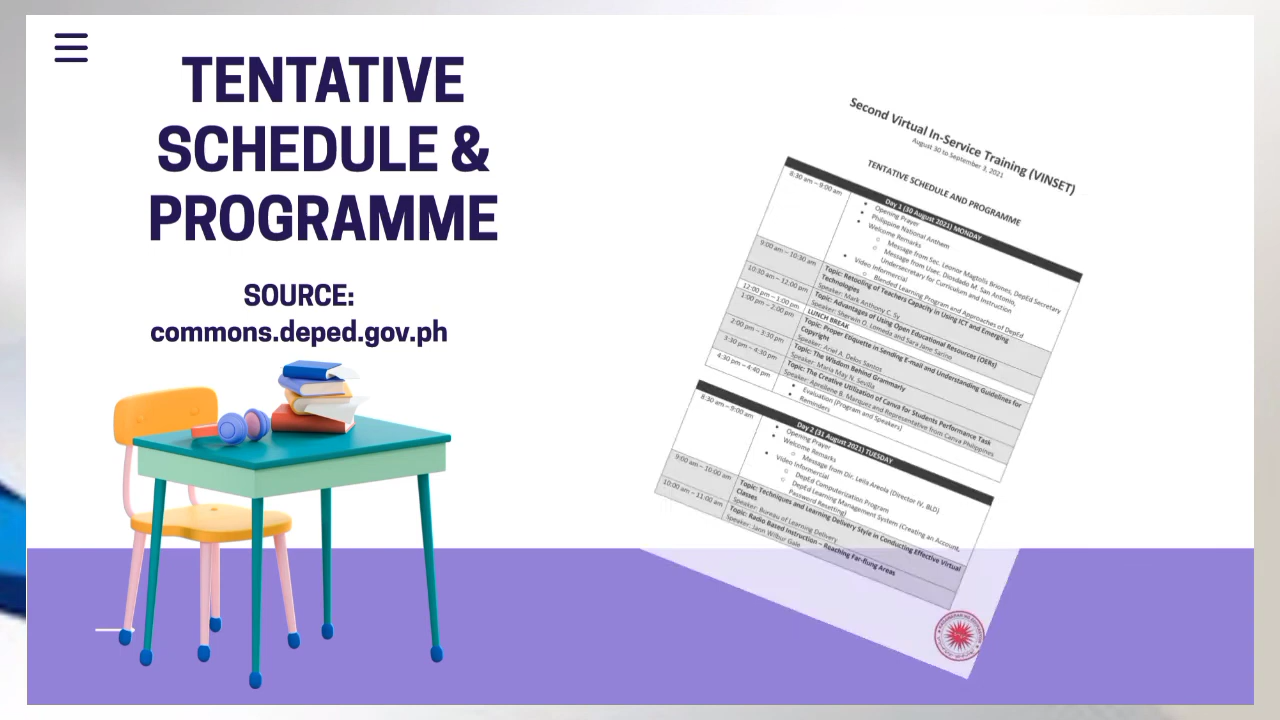 TENTATIVE
SCHEDULE &
PROGRAMME
SOURCE:
commons.deped.gov.ph
Second Virtual In-Service Training (VINSET)
August 30 to September 3, 2021
TENTATIVE SCHEDULE AND PROGRAMME
Day 1 (30 August 2021) MONDAY
8:30 am – 9:00 am
• Opening Prayer
• Philippine National Anthem
• Welcome Remarks
o Message from Sec. Leonor Magtolis Briones, DepEd Secretary
o Message from Usec. Diosdado M. San Antonio,
Undersecretary for Curriculum and Instruction
• Video Informercial
o Blended Learning Program and Approaches of DepEd
9:00 am – 10:30 am
Topic: Retooling of Teachers Capacity in Using ICT and Emerging
Technologies
Speaker: Mark Anthony C. Sy
10:30 am – 12:00 pm
Topic: Advantages of Using Open Educational Resources (OERs)
Speaker: Sherwin O. Lomeda and Sara Jane Sarino
12:00 pm – 1:00 pm
LUNCH BREAK
1:00 pm – 2:00 pm
Topic: Proper Etiquette in Sending E-mail and Understanding Guidelines for
Copyright
Speaker: Ariel A. Delos Santos
2:00 pm – 3:30 pm
Topic: The Wisdom Behind Grammarly
Speaker: Maria May N. Sevilla
3:30 pm – 4:30 pm
Topic: The Creative Utilization of Canva for Students Performance Task
Speaker: Apreliene B. Marquez and Representative from Canva Philippines
4:30 pm – 4:40 pm
• Evaluation (Program and Speakers)
• Reminders
Day 2 (31 August 2021) TUESDAY
8:30 am – 9:00 am
• Opening Prayer
• Welcome Remarks
o Message from Dir. Leila Areola (Director IV, BLD)
• Video Informercial
o DepEd Computerization Program
o DepEd Learning Management System (Creating an Account,
Password Resetting)
9:00 am – 10:00 am
Topic: Techniques and Learning Delivery Style in Conducting Effective Virtual
Classes
Speaker: Bureau of Learning Delivery
10:00 am – 11:00 am
Topic: Radio Based Instruction – Reaching Far-flung Areas
Speaker: Jann Wilbur Gale